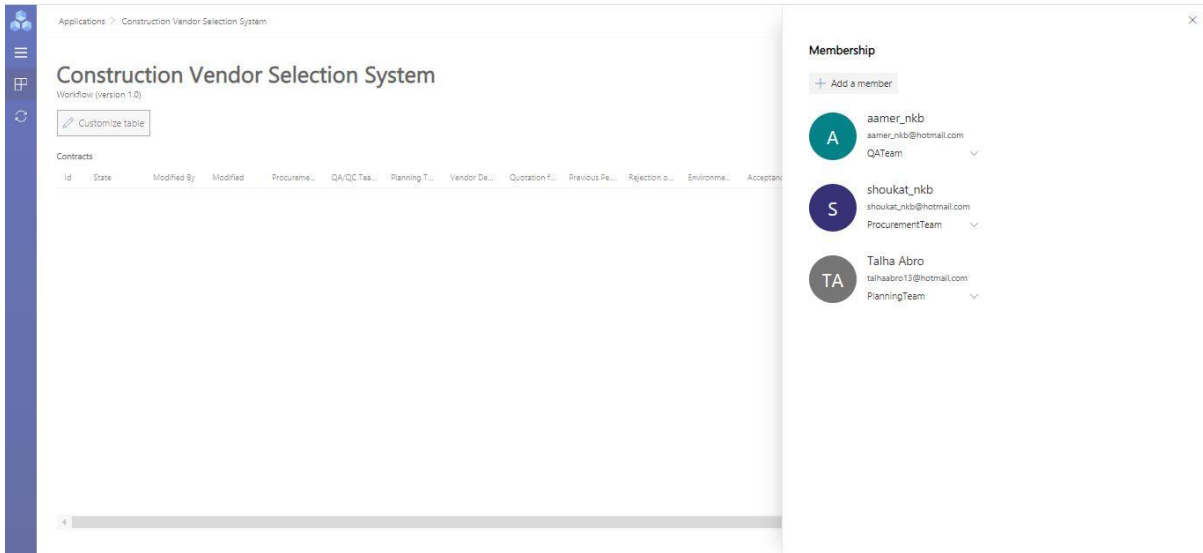 Applications > Construction Vendor Selection System
Construction Vendor Selection System
Workflow (version 1.0)
Customize table
Contracts
Id State Modified By Modified Procureme... QA/QC Tea... Planning T... Vendor De... Quotation f... Previous Pe... Rejection o... Environme... Acceptanc
Membership
+ Add a member
A
aamer_nkb
aamer_nkb@hotmail.com
QATeam
S
shoukat_nkb
shoukat_nkb@hotmail.com
ProcurementTeam
TA
Talha Abro
talhaabro13@hotmail.com
PlanningTeam